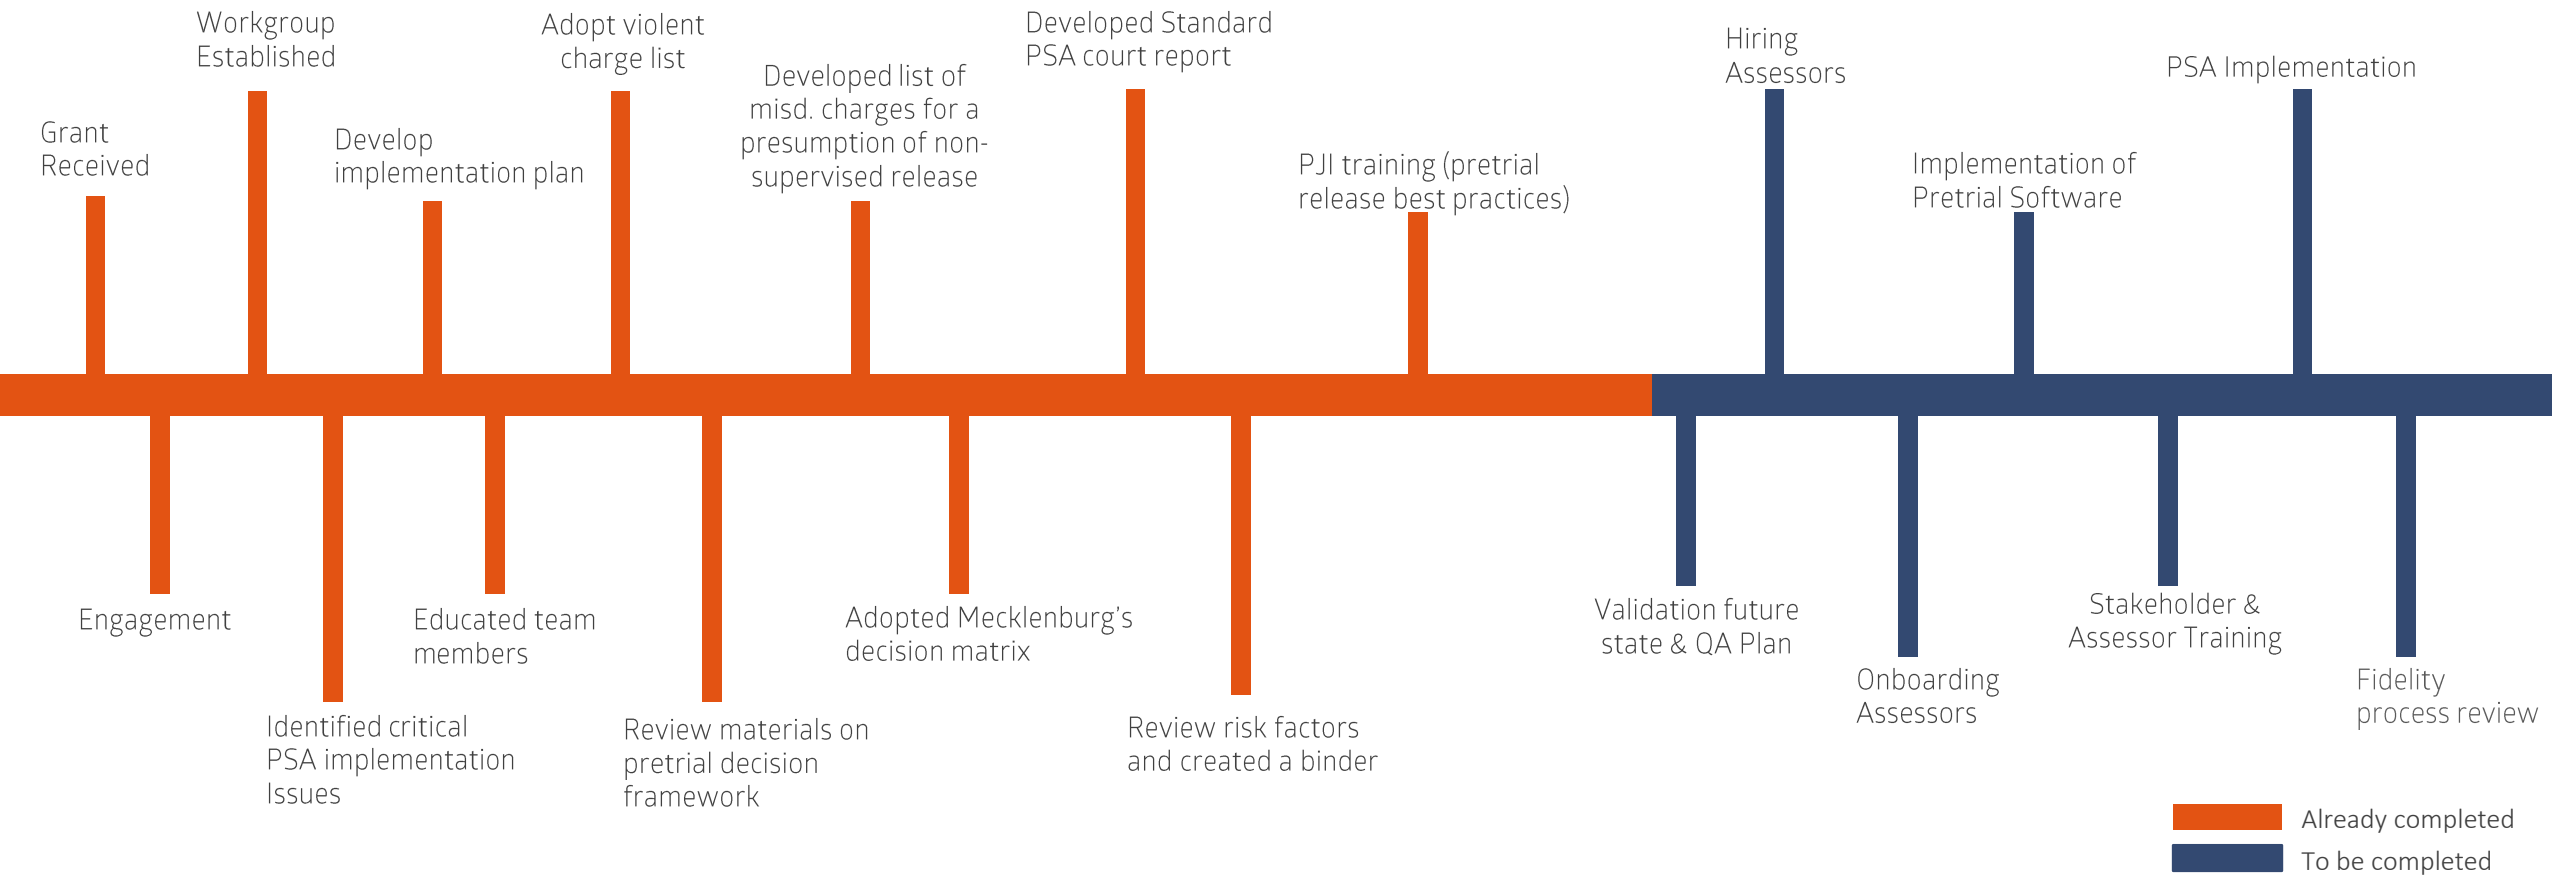 Workgroup
Established
Adopt violent
charge list
Developed Standard
PSA court report
Hiring
Assessors
PSA Implementation
Developed list of
misd. charges for a
presumption of non-
supervised release
Grant
Received
Develop
implementation plan
PJI training (pretrial
release best practices)
Implementation of
Pretrial Software
Engagement
Educated team
members
Adopted Mecklenburg’s
decision matrix
Validation future
state & QA Plan
Stakeholder &
Assessor Training
Onboarding
Assessors
Fidelity
process review
Identified critical
PSA implementation
Issues
Review materials on
pretrial decision
framework
Review risk factors
and created a binder
Already completed
To be completed